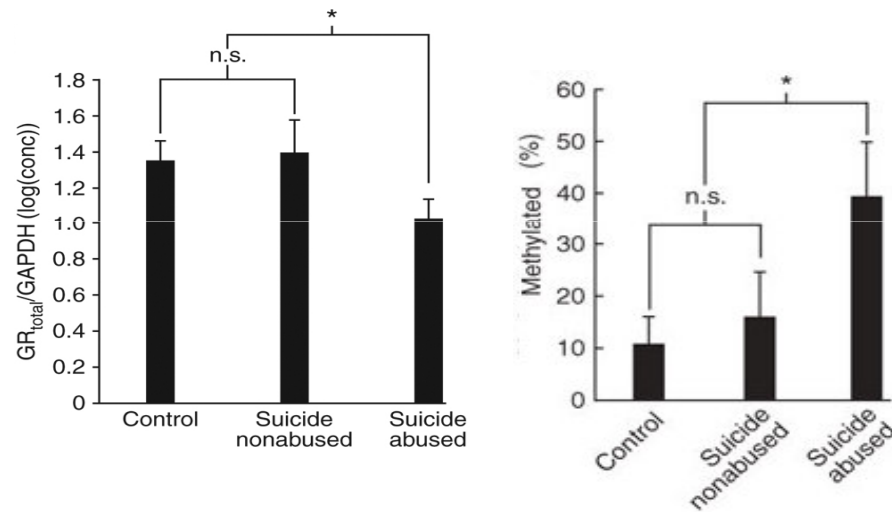 *
n.s.
1.8
1.6
1.4
1.2
1.0
0.8
0.6
0.4
0.2
0
GRtotal/GAPDH (log(conc))
Control
Suicide
nonabused
Suicide
abused
*
n.s.
60
50
40
30
20
10
0
Methylated (%)
Control
Suicide
nonabused
Suicide
abused